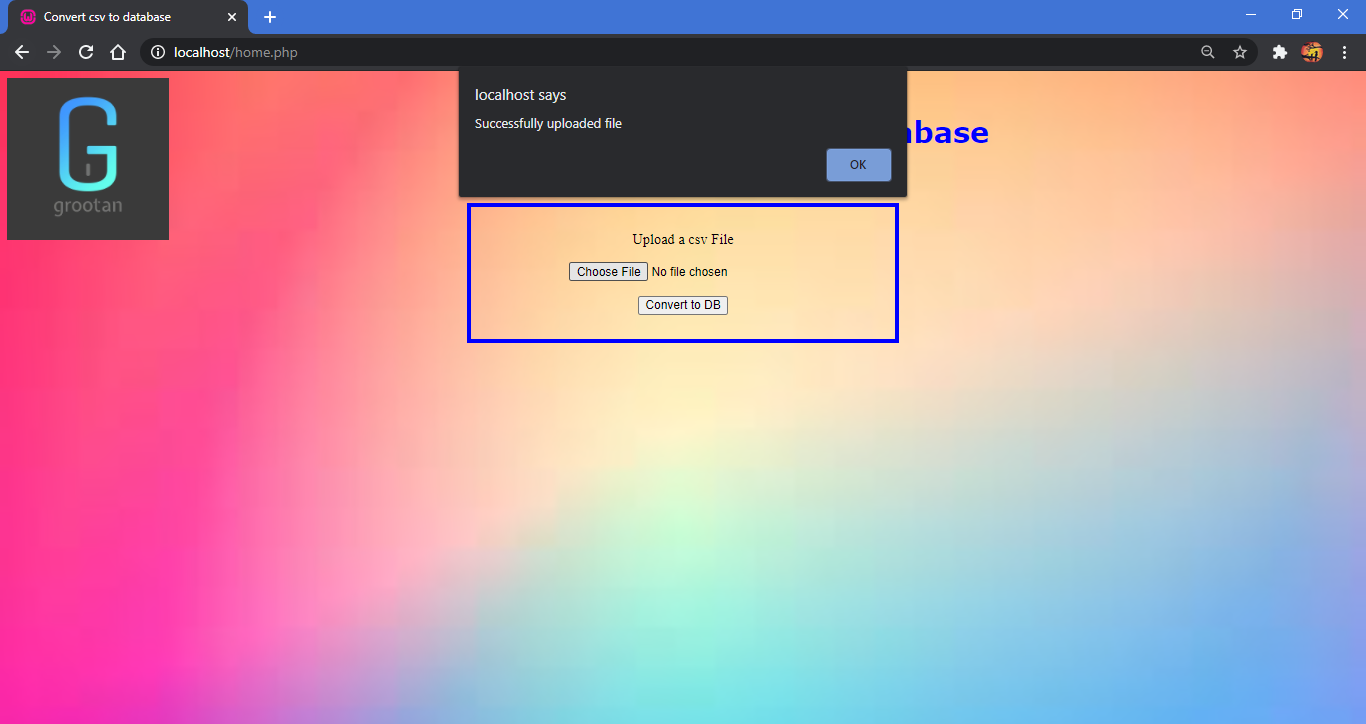 Convert csv to database
localhost/home.php
localhost says
Successfully uploaded file
OK
G
grootan
Upload a csv File
Choose File No file chosen
Convert to DB